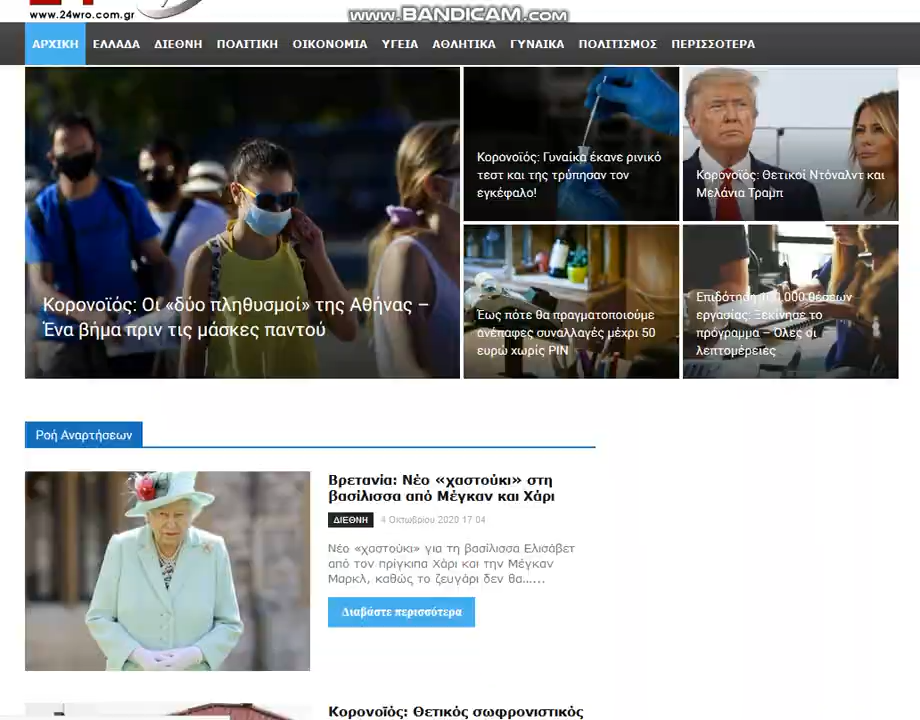 www.24wro.com.gr
www.BANDICAM.com
ΑΡΧΙΚΗ ΕΛΛΑΔΑ ΔΙΕΘΝΗ ΠΟΛΙΤΙΚΗ ΟΙΚΟΝΟΜΙΑ ΥΓΕΙΑ ΑΘΛΗΤΙΚΑ ΓΥΝΑΙΚΑ ΠΟΛΙΤΙΣΜΟΣ ΠΕΡΙΣΣΟΤΕΡΑ
Κορονοϊός: Οι «δύο πληθυσμοί» της Αθήνας –
Ένα βήμα πριν τις μάσκες παντού
Κορονοϊός: Γυναίκα έκανε ρινικό
τεστ και της τρύπησαν τον
εγκέφαλο!
Κορονοϊός: Θετικοί Ντόναλντ και
Μελάνια Τραμπ
Έως πότε θα πραγματοποιούμε
ανέπαφες συναλλαγές μέχρι 50
ευρώ χωρίς PIN
Επιδότηση 100.000 θέσεων
εργασίας: Ξεκίνησε το
πρόγραμμα – Όλες οι
λεπτομέρειες
Ροή Αναρτήσεων
Βρετανία: Νέο «χαστούκι» στη
βασίλισσα από Μέγκαν και Χάρι
ΔΙΕΘΝΗ 4 Οκτωβρίου 2020 17 04
Νέο «χαστούκι» για τη βασίλισσα Ελισάβετ
από τον πρίγκιπα Χάρι και την Μέγκαν
Μαρκλ, καθώς το ζευγάρι δεν θα......
Διαβάστε περισσότερα
Κορονοϊός: Θετικός σωφρονιστικός